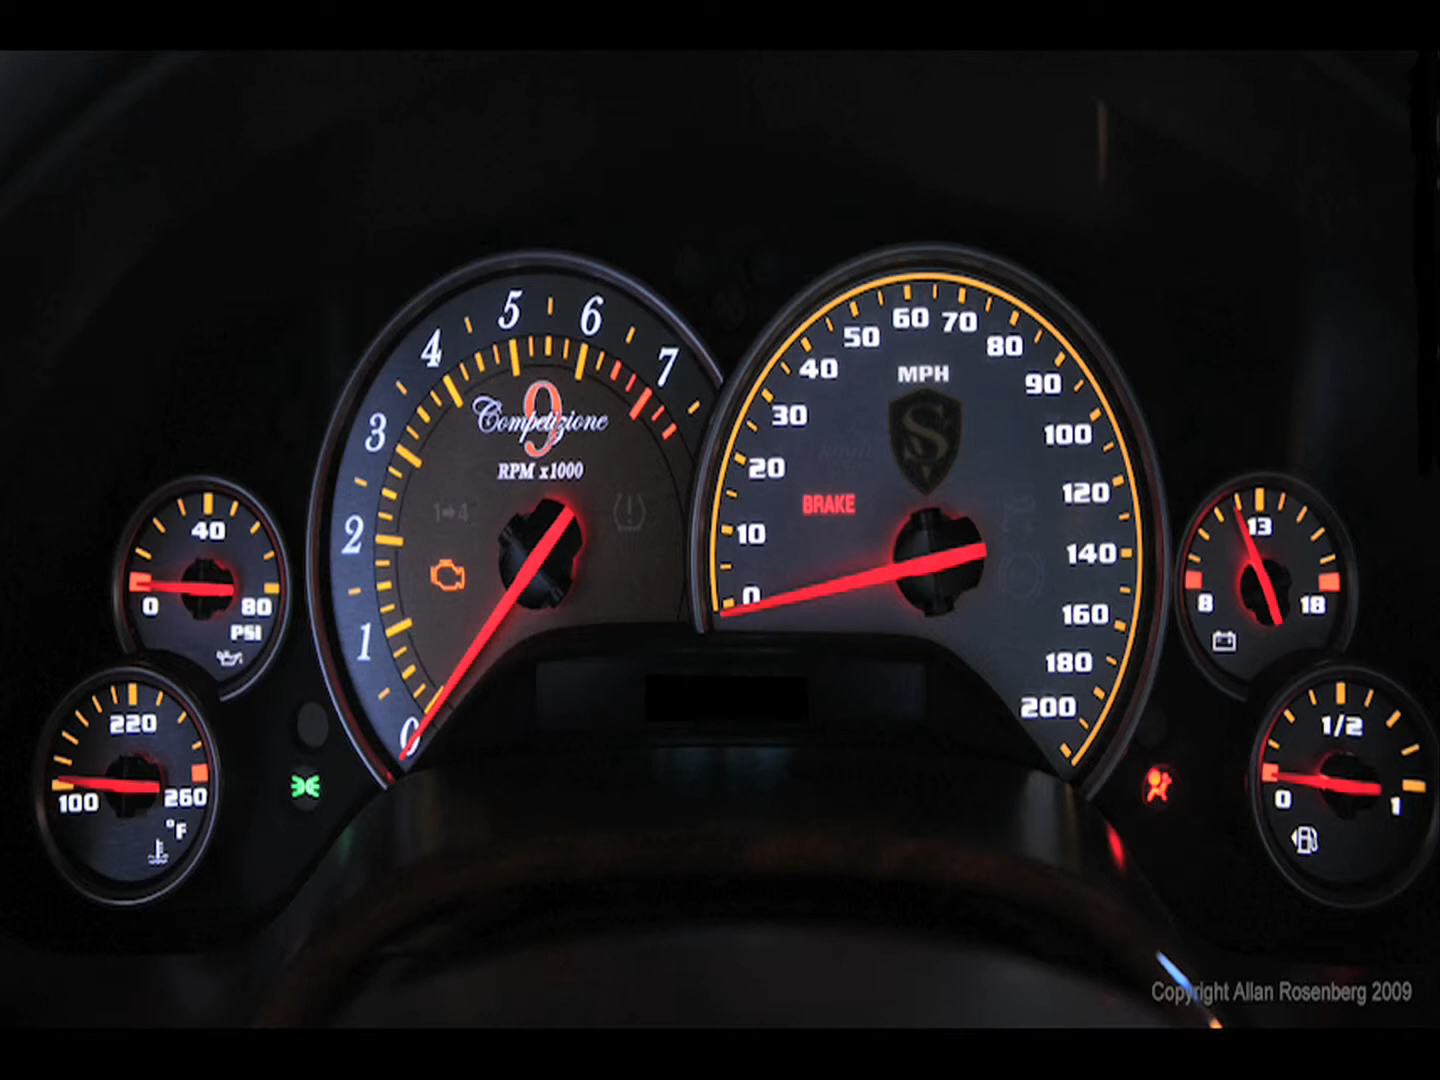 5 6
4 7
3
2
1
0
9
Competizione
RPM x1000
1➜4
MPH
0 10 20 30 40 50 60 70 80 90 100 120 140 160 180 200
S
BRAKE
40
0 80
PSI
220
100 260
°F
13
8 18
1/2
0 1
Copyright Allan Rosenberg 2009